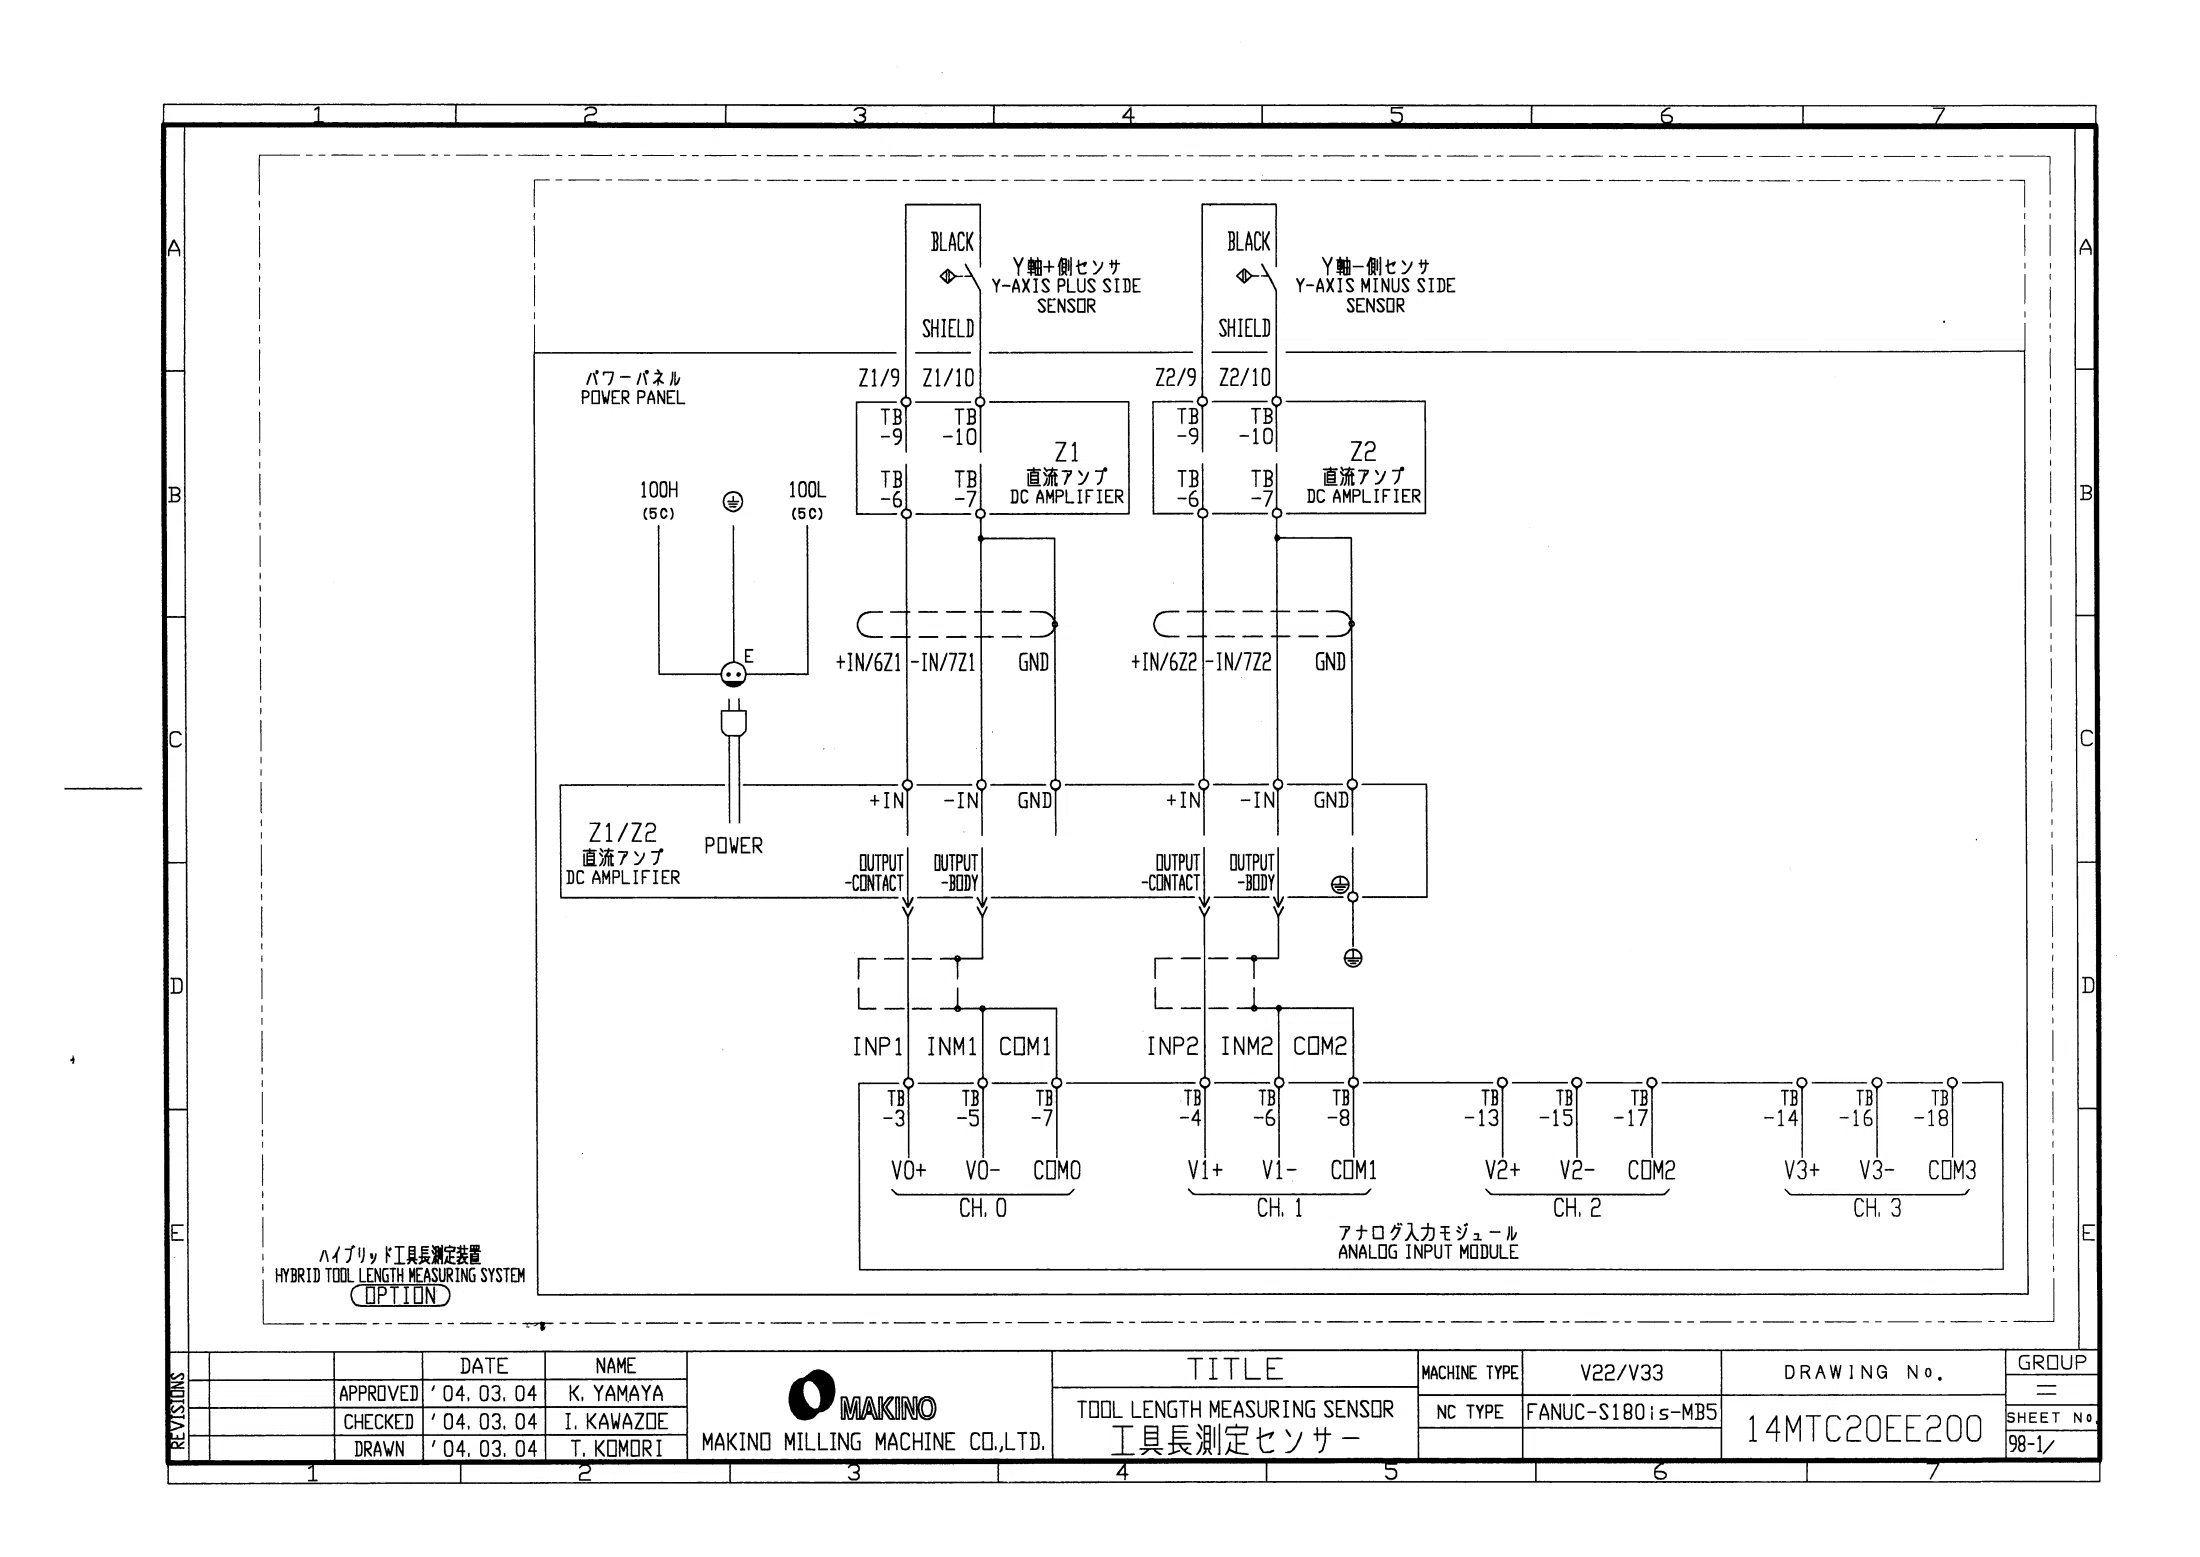 1 2 3 4 5 6 7
A A
BLACK BLACK
Y軸+側センサ
Y-AXIS PLUS SIDE
SENSOR
Y軸-側センサ
Y-AXIS MINUS SIDE
SENSOR
SHIELD SHIELD
パワーパネル
POWER PANEL
Z1/9 Z1/10 Z2/9 Z2/10
TB TB TB TB
-9 -10 -9 -10
Z1
直流アンプ
DC AMPLIFIER
Z2
直流アンプ
DC AMPLIFIER
TB TB TB TB
-6 -7 -6 -7
B B
100H 100L
(5C) (5C)
E
+IN/6Z1 -IN/7Z1 GND +IN/6Z2 -IN/7Z2 GND
C C
+IN -IN GND +IN -IN GND
Z1/Z2
直流アンプ
DC AMPLIFIER
POWER
OUTPUT OUTPUT OUTPUT OUTPUT
-CONTACT -BODY -CONTACT -BODY
D D
INP1 INM1 COM1 INP2 INM2 COM2
TB TB TB TB TB TB TB TB TB TB TB TB
-3 -5 -7 -4 -6 -8 -13 -15 -17 -14 -16 -18
V0+ V0- COM0 V1+ V1- COM1 V2+ V2- COM2 V3+ V3- COM3
CH. 0 CH. 1 CH. 2 CH. 3
E E
アナログ入力モジュール
ANALOG INPUT MODULE
ハイブリッド工具長測定装置
HYBRID TOOL LENGTH MEASURING SYSTEM
OPTION
REVISIONS
DATE NAME
APPROVED '04.03.04 K. YAMAYA
CHECKED '04.03.04 I. KAWAZOE
DRAWN '04.03.04 T. KOMORI
MAKINO
MAKINO MILLING MACHINE CO.,LTD.
TITLE
TOOL LENGTH MEASURING SENSOR
工具長測定センサー
MACHINE TYPE V22/V33
NC TYPE FANUC-S180is-MB5
DRAWING No.
14MTC20EE200
GROUP
=
SHEET No.
98-1/
1 2 3 4 5 6 7